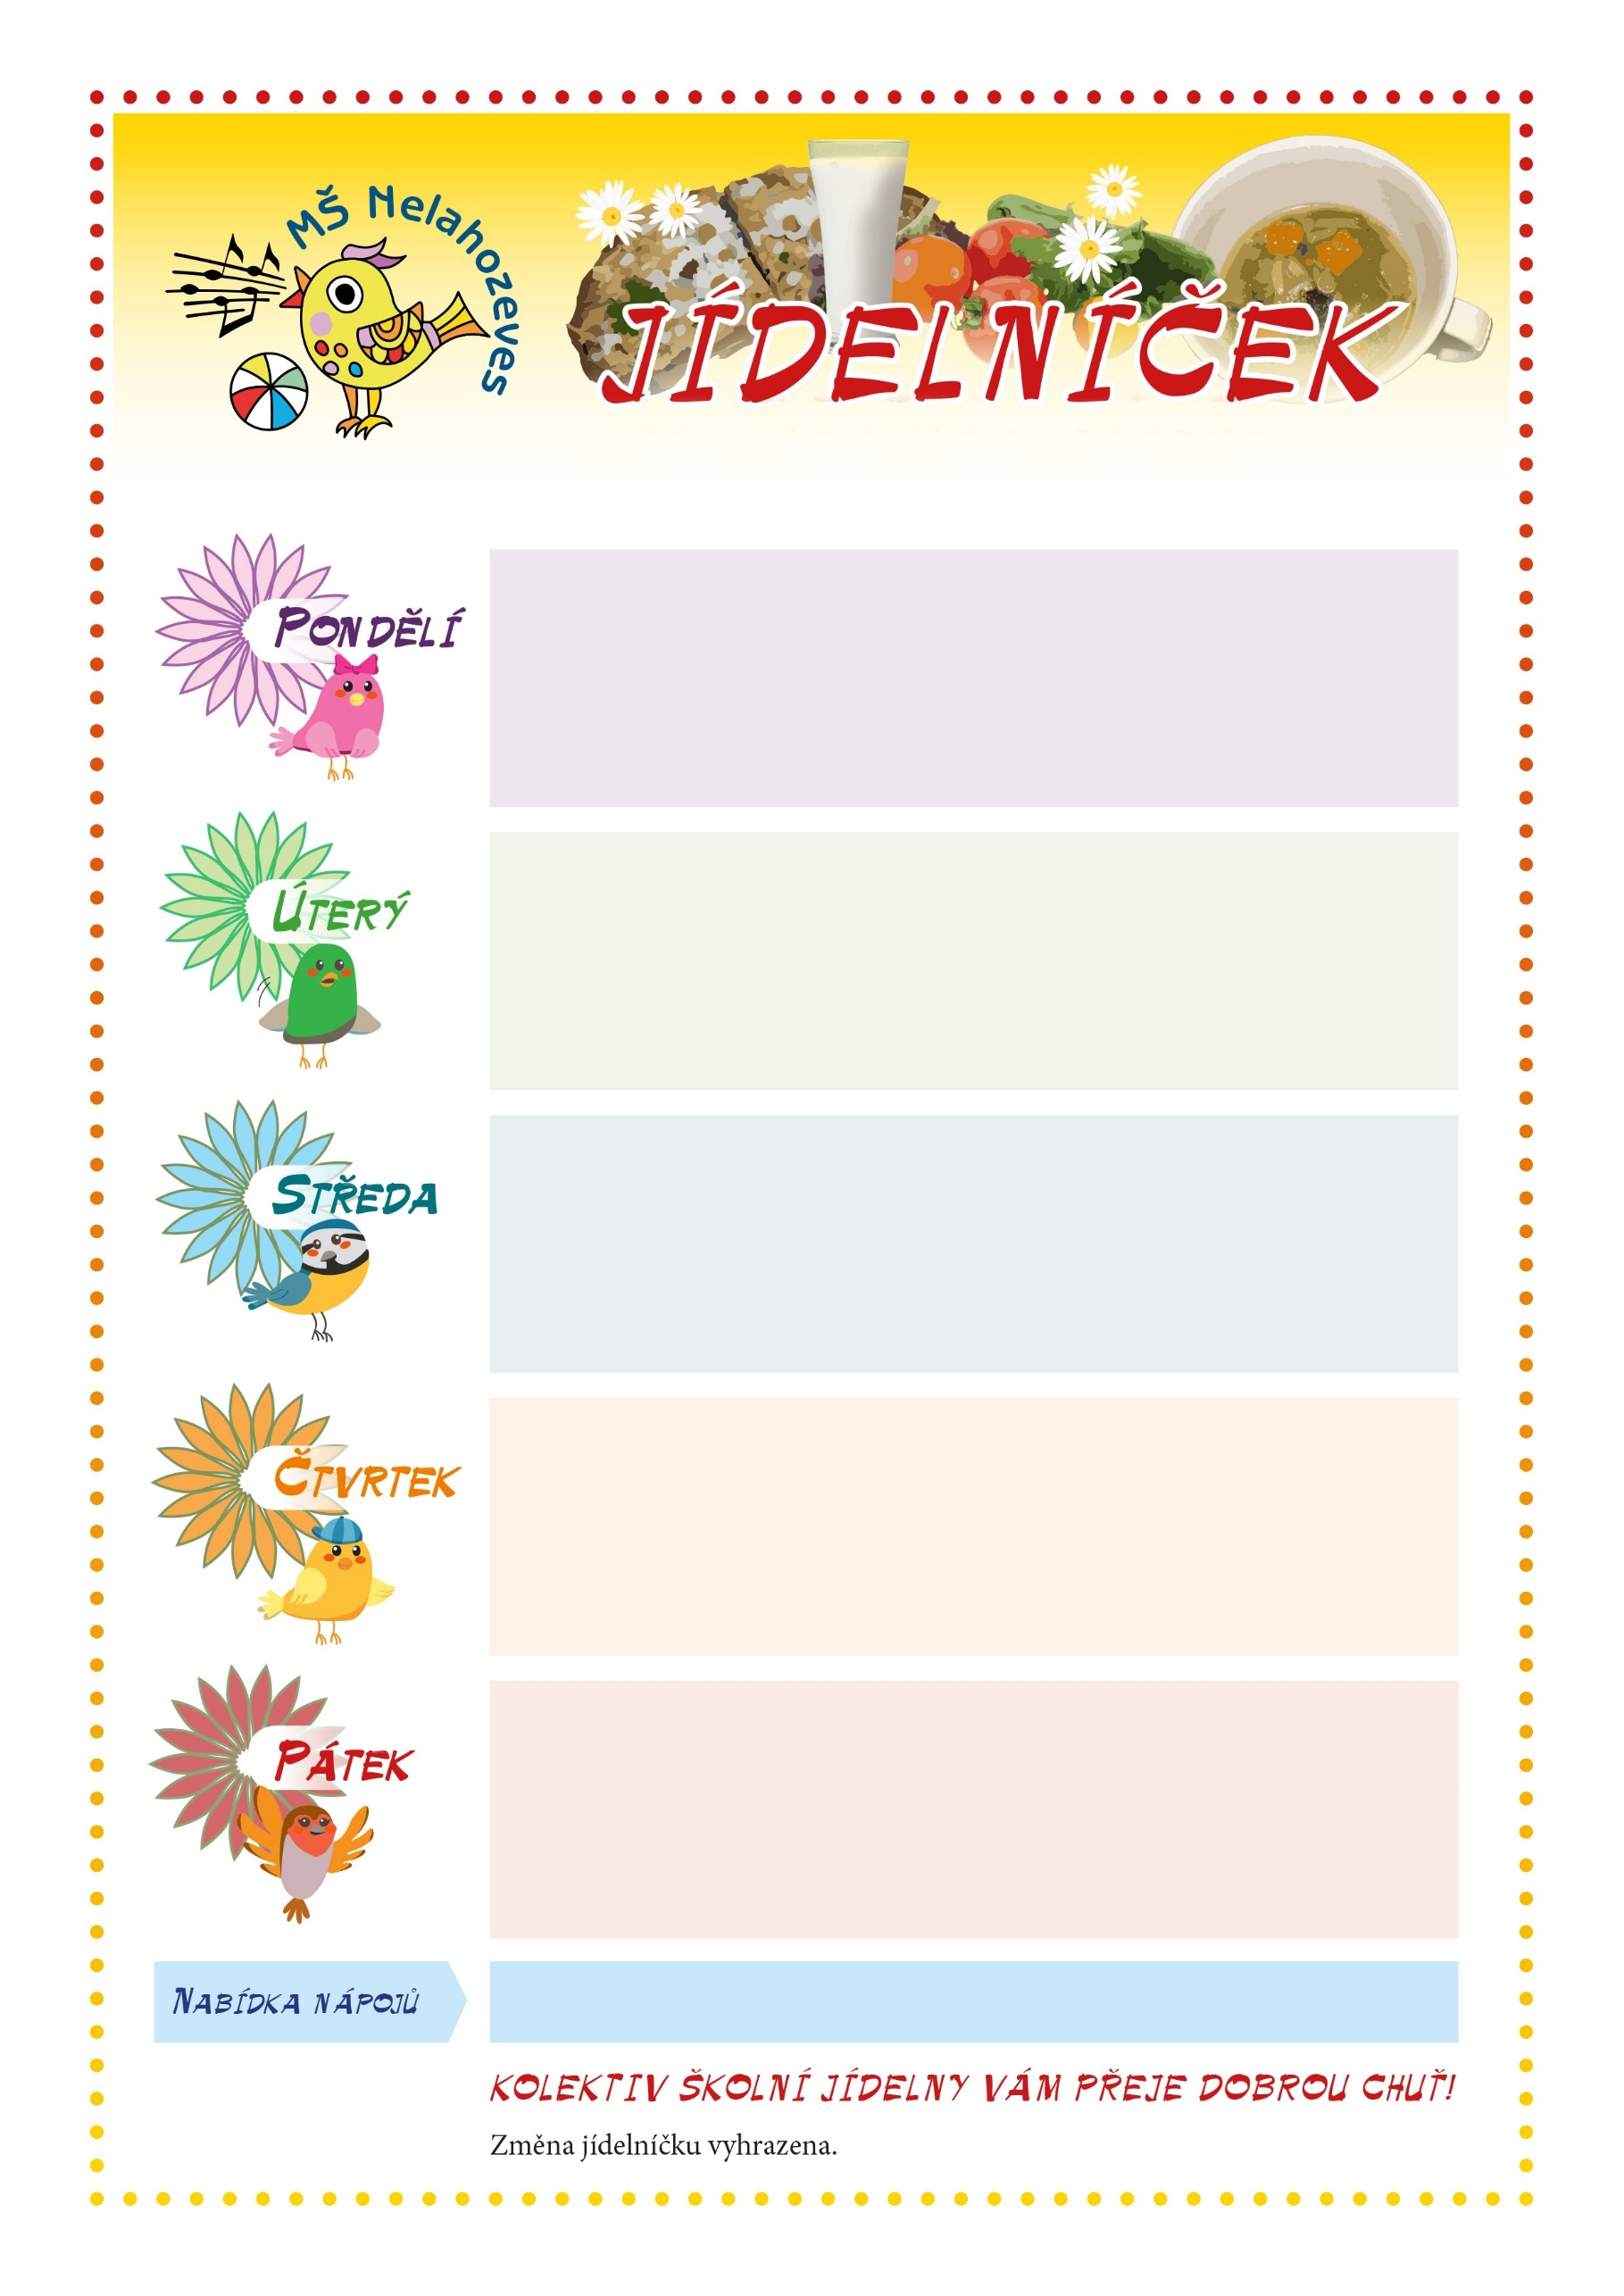 MŠ Nelahozeves
JÍDELNÍČEK
PONDĚLÍ
ÚTERÝ
STŘEDA
ČTVRTEK
PÁTEK
NABÍDKA NÁPOJŮ
KOLEKTIV ŠKOLNÍ JÍDELNY VÁM PŘEJE DOBROU CHUŤ!
Změna jídelníčku vyhrazena.